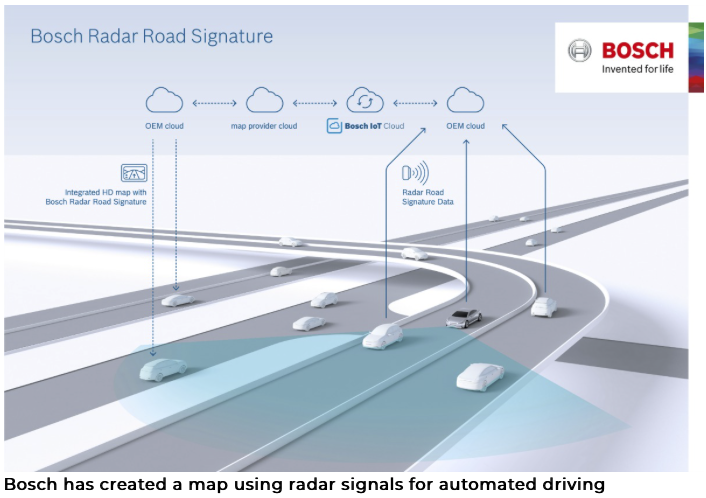 Bosch Radar Road Signature
BOSCH
Invented for life
OEM cloud
map provider cloud
Bosch IoT Cloud
OEM cloud
Integrated HD map with
Bosch Radar Road Signature
Radar Road
Signature Data
Bosch has created a map using radar signals for automated driving